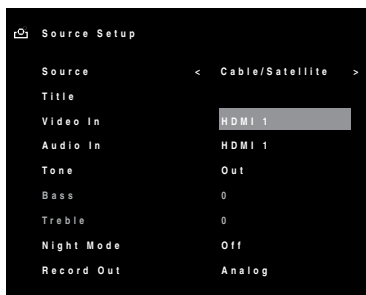 Source Setup
Source < Cable/Satellite >
Title
Video In HDMI 1
Audio In HDMI 1
Tone Out
Bass 0
Treble 0
Night Mode Off
Record Out Analog